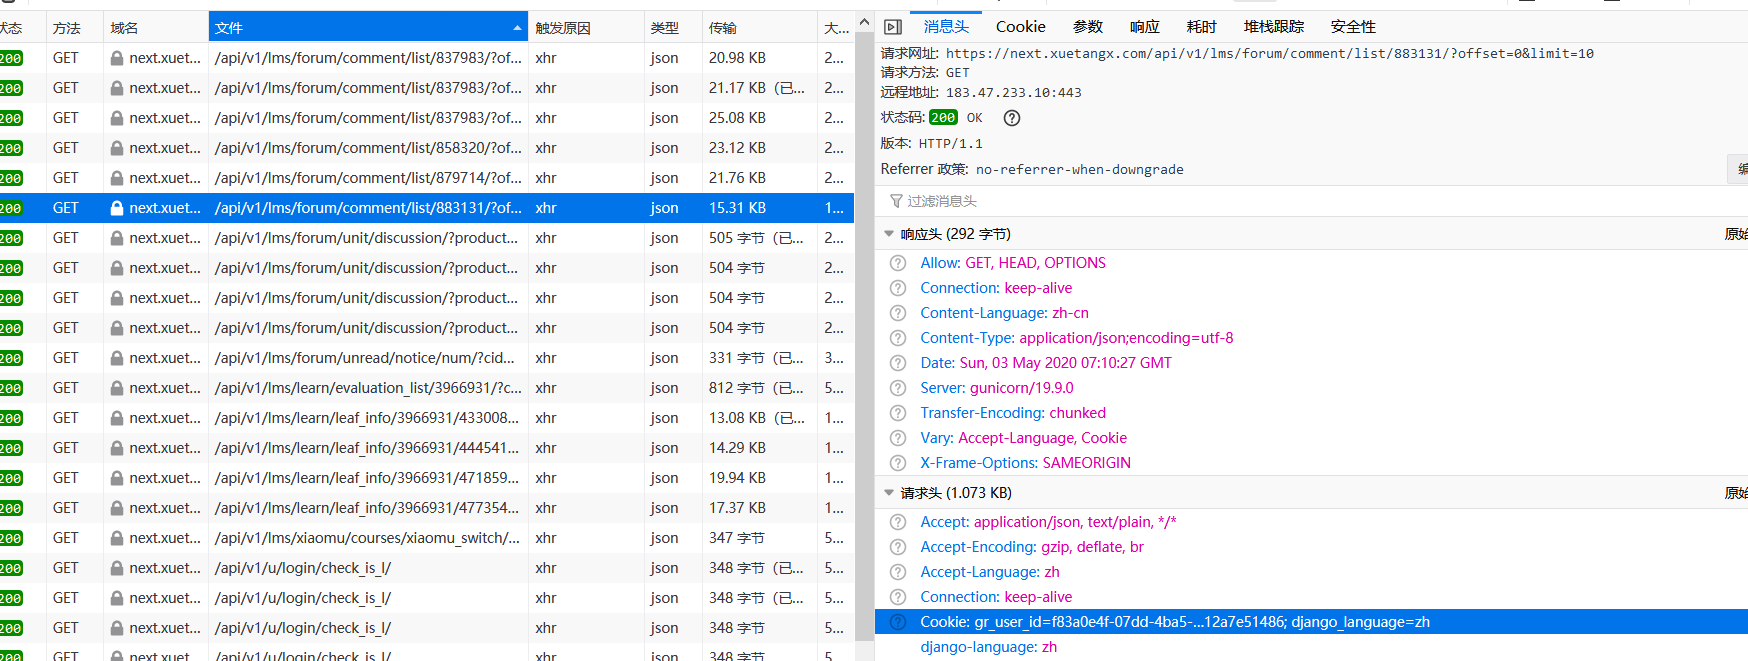 状态 方法 域名 文件 触发原因 类型 传输 大...
200 GET next.xuet... /api/v1/lms/forum/comment/list/837983/?of... xhr json 20.98 KB 2...
200 GET next.xuet... /api/v1/lms/forum/comment/list/837983/?of... xhr json 21.17 KB（已... 2...
200 GET next.xuet... /api/v1/lms/forum/comment/list/837983/?of... xhr json 25.08 KB 2...
200 GET next.xuet... /api/v1/lms/forum/comment/list/858320/?of... xhr json 23.12 KB 2...
200 GET next.xuet... /api/v1/lms/forum/comment/list/879714/?of... xhr json 21.76 KB 2...
200 GET next.xuet... /api/v1/lms/forum/comment/list/883131/?of... xhr json 15.31 KB 1...
200 GET next.xuet... /api/v1/lms/forum/unit/discussion/?product... xhr json 505 字节（已... 2...
200 GET next.xuet... /api/v1/lms/forum/unit/discussion/?product... xhr json 504 字节 2...
200 GET next.xuet... /api/v1/lms/forum/unit/discussion/?product... xhr json 504 字节 2...
200 GET next.xuet... /api/v1/lms/forum/unit/discussion/?product... xhr json 504 字节 2...
200 GET next.xuet... /api/v1/lms/forum/unread/notice/num/?cid... xhr json 331 字节（已... 3...
200 GET next.xuet... /api/v1/lms/learn/evaluation_list/3966931/?c... xhr json 812 字节（已... 5...
200 GET next.xuet... /api/v1/lms/learn/leaf_info/3966931/433008... xhr json 13.08 KB（已... 1...
200 GET next.xuet... /api/v1/lms/learn/leaf_info/3966931/444541... xhr json 14.29 KB 1...
200 GET next.xuet... /api/v1/lms/learn/leaf_info/3966931/471859... xhr json 19.94 KB 1...
200 GET next.xuet... /api/v1/lms/learn/leaf_info/3966931/477354... xhr json 17.37 KB 1...
200 GET next.xuet... /api/v1/lms/xiaomu/courses/xiaomu_switch/... xhr json 347 字节 5...
200 GET next.xuet... /api/v1/u/login/check_is_l/ xhr json 348 字节（已... 5...
200 GET next.xuet... /api/v1/u/login/check_is_l/ xhr json 348 字节（已... 5...
200 GET next.xuet... /api/v1/u/login/check_is_l/ xhr json 348 字节 5...
200 GET next.xuet... /api/v1/u/login/check_is_l/ xhr json 349 字节 5...
消息头 Cookie 参数 响应 耗时 堆栈跟踪 安全性
请求网址: https://next.xuetangx.com/api/v1/lms/forum/comment/list/883131/?offset=0&limit=10
请求方法: GET
远程地址: 183.47.233.10:443
状态码: 200 OK
版本: HTTP/1.1
Referrer 政策: no-referrer-when-downgrade 编
过滤消息头
响应头 (292 字节) 原始
Allow: GET, HEAD, OPTIONS
Connection: keep-alive
Content-Language: zh-cn
Content-Type: application/json;encoding=utf-8
Date: Sun, 03 May 2020 07:10:27 GMT
Server: gunicorn/19.9.0
Transfer-Encoding: chunked
Vary: Accept-Language, Cookie
X-Frame-Options: SAMEORIGIN
请求头 (1.073 KB) 原始
Accept: application/json, text/plain, */*
Accept-Encoding: gzip, deflate, br
Accept-Language: zh
Connection: keep-alive
Cookie: gr_user_id=f83a0e4f-07dd-4ba5-...12a7e51486; django_language=zh
django-language: zh